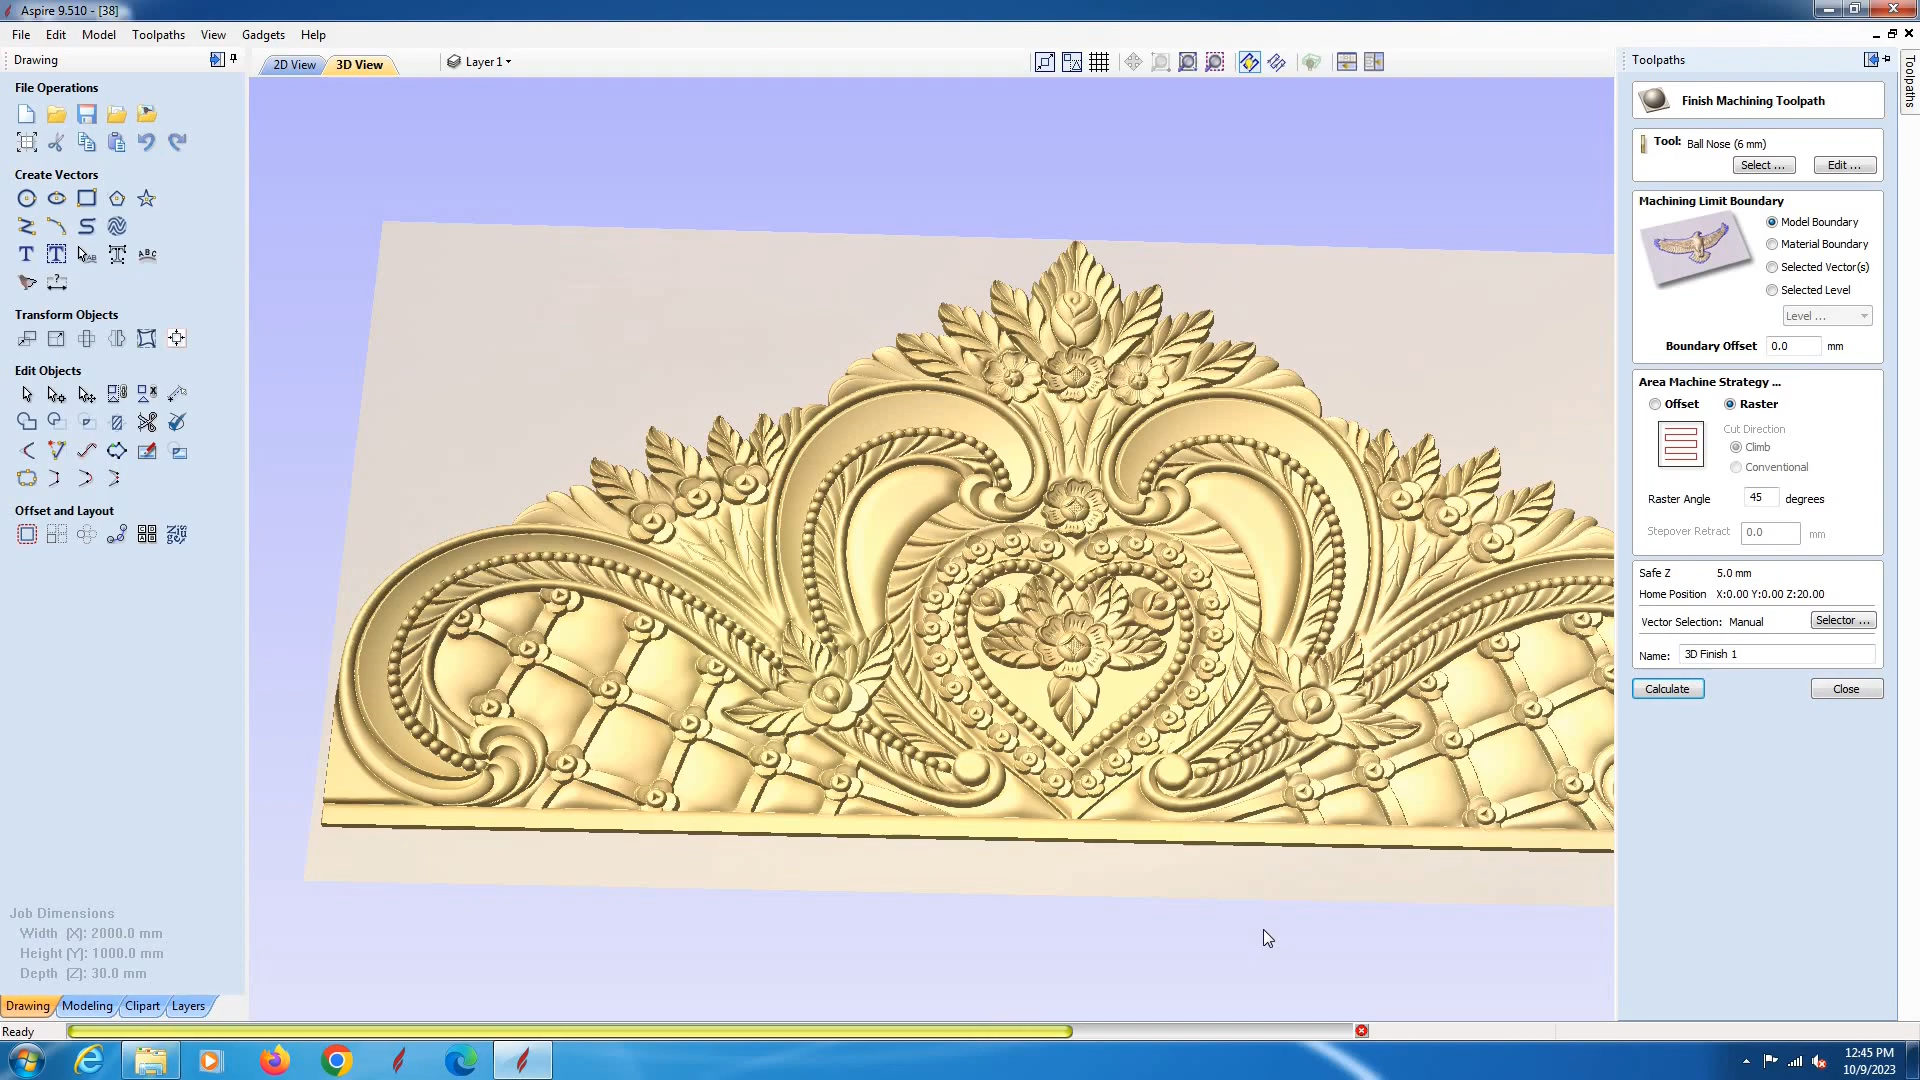 Aspire 9.510 - [38]
File Edit Model Toolpaths View Gadgets Help
Drawing
2D View
3D View
Layer 1
Toolpaths
Toolpaths
File Operations
Create Vectors
Transform Objects
Edit Objects
Offset and Layout
Job Dimensions
Width (X): 2000.0 mm
Height (Y): 1000.0 mm
Depth (Z): 30.0 mm
Drawing Modeling Clipart Layers
Ready
Finish Machining Toolpath
Tool: Ball Nose (6 mm)
Select ... Edit ...
Machining Limit Boundary
Model Boundary
Material Boundary
Selected Vector(s)
Selected Level
Level ...
Boundary Offset 0.0 mm
Area Machine Strategy ...
Offset Raster
Cut Direction
Climb
Conventional
Raster Angle 45 degrees
Stepover Retract 0.0 mm
Safe Z 5.0 mm
Home Position X:0.00 Y:0.00 Z:20.00
Vector Selection: Manual Selector ...
Name: 3D Finish 1
Calculate Close
12:45 PM
10/9/2023